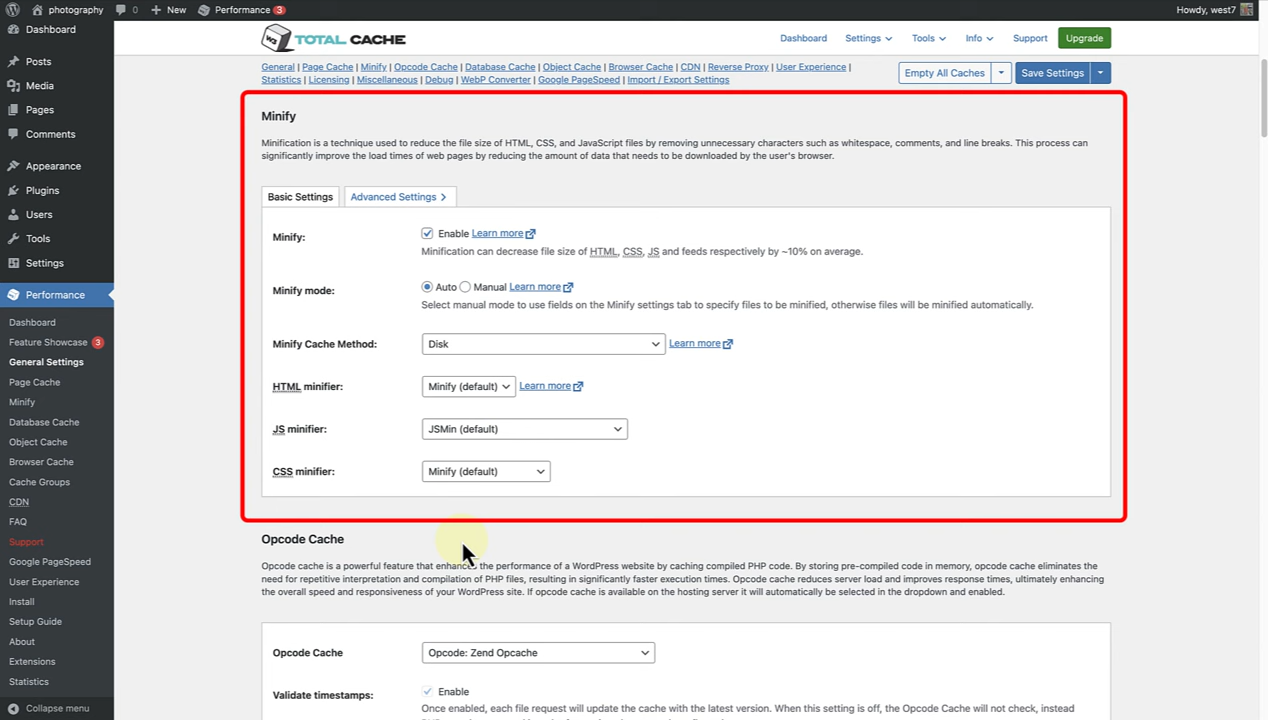 photography 0 New Performance 3 Howdy, west7
Dashboard
Posts
Media
Pages
Comments
Appearance
Plugins
Users
Tools
Settings
Performance
Dashboard
Feature Showcase 3
General Settings
Page Cache
Minify
Database Cache
Object Cache
Browser Cache
Cache Groups
CDN
FAQ
Support
Google PageSpeed
User Experience
Install
Setup Guide
About
Extensions
Statistics
Collapse menu
W3 TOTAL CACHE Dashboard Settings Tools Info Support Upgrade
General | Page Cache | Minify | Opcode Cache | Database Cache | Object Cache | Browser Cache | CDN | Reverse Proxy | User Experience |
Statistics | Licensing | Miscellaneous | Debug | WebP Converter | Google PageSpeed | Import / Export Settings
Empty All Caches Save Settings
Minify
Minification is a technique used to reduce the file size of HTML, CSS, and JavaScript files by removing unnecessary characters such as whitespace, comments, and line breaks. This process can
significantly improve the load times of web pages by reducing the amount of data that needs to be downloaded by the user's browser.
Basic Settings Advanced Settings
Minify: Enable Learn more
Minification can decrease file size of HTML, CSS, JS and feeds respectively by ~10% on average.
Minify mode: Auto Manual Learn more
Select manual mode to use fields on the Minify settings tab to specify files to be minified, otherwise files will be minified automatically.
Minify Cache Method: Disk Learn more
HTML minifier: Minify (default) Learn more
JS minifier: JSMin (default)
CSS minifier: Minify (default)
Opcode Cache
Opcode cache is a powerful feature that enhances the performance of a WordPress website by caching compiled PHP code. By storing pre-compiled code in memory, opcode cache eliminates the
need for repetitive interpretation and compilation of PHP files, resulting in significantly faster execution times. Opcode cache reduces server load and improves response times, ultimately enhancing
the overall speed and responsiveness of your WordPress site. If opcode cache is available on the hosting server it will automatically be selected in the dropdown and enabled.
Opcode Cache Opcode: Zend Opcache
Validate timestamps: Enable
Once enabled, each file request will update the cache with the latest version. When this setting is off, the Opcode Cache will not check, instead